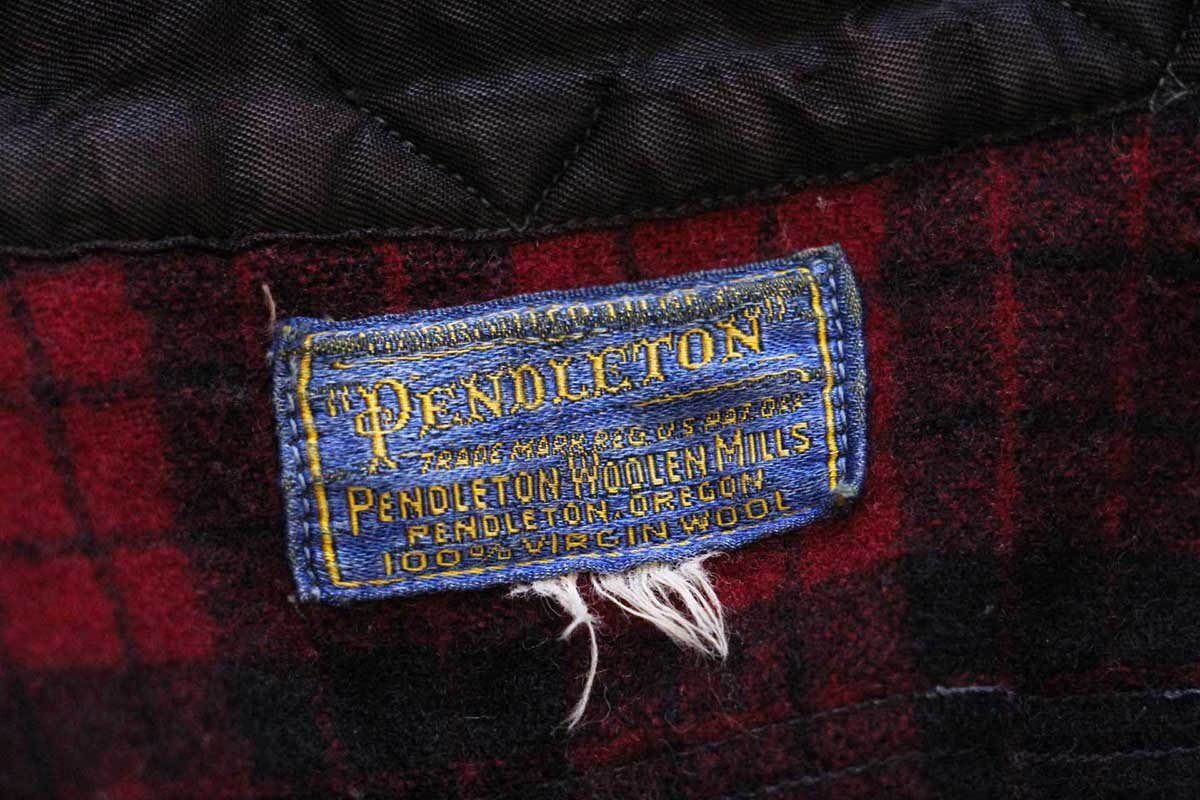 "PENDLETON"
TRADE MARK REG. U.S. PAT. OFF.
PENDLETON WOOLEN MILLS
PENDLETON, OREGON
100% VIRGIN WOOL